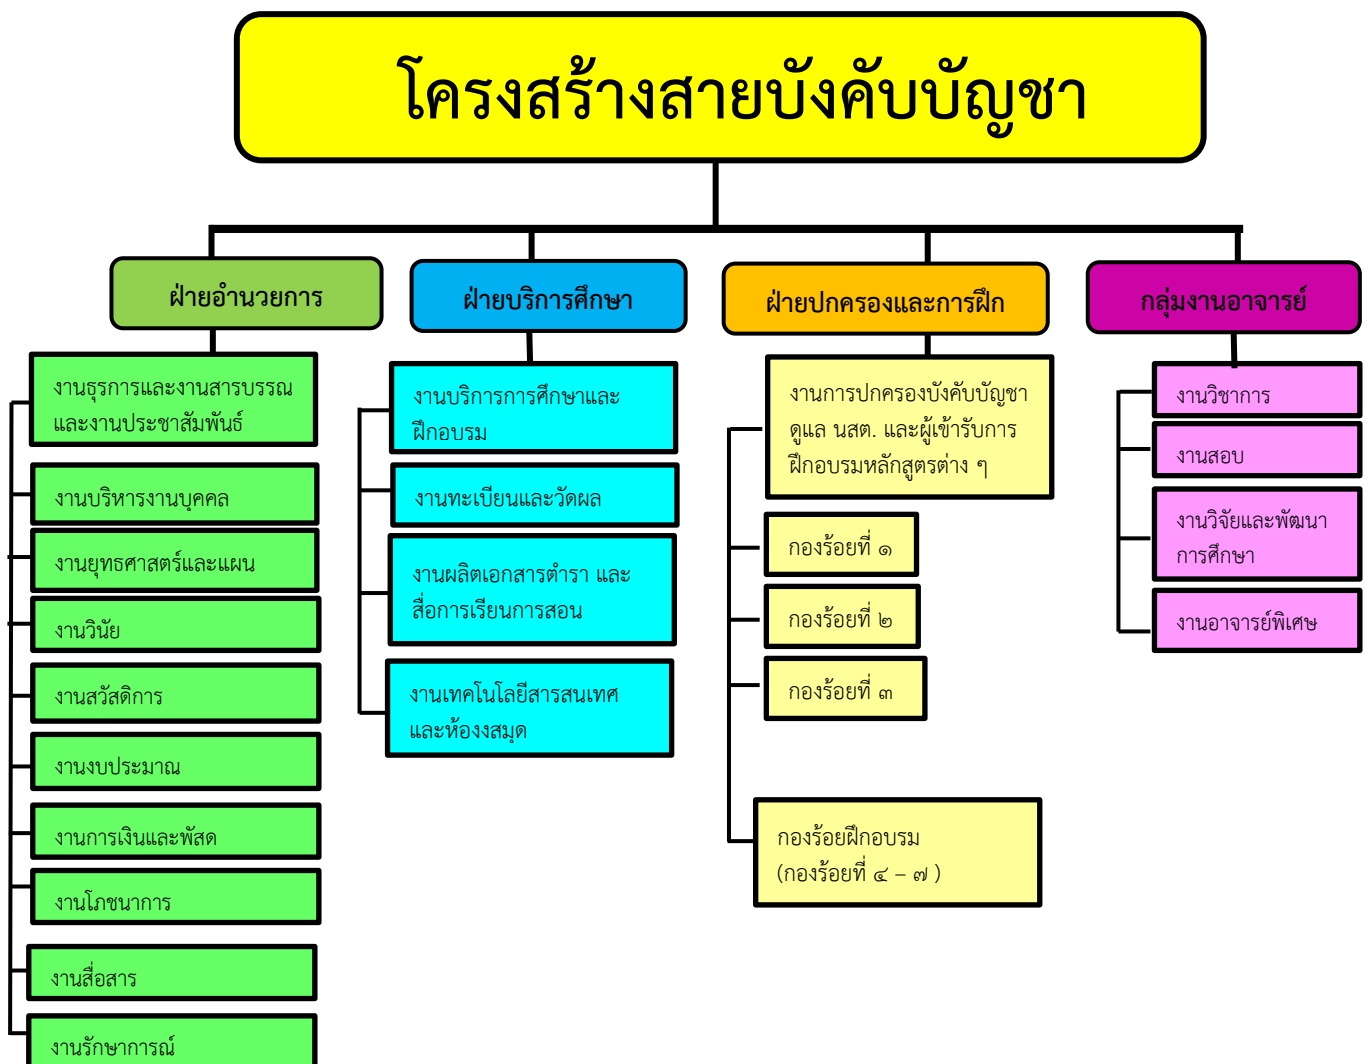 โครงสร้างสายบังคับบัญชา
ฝ่ายอำนวยการ
งานธุรการและงานสารบรรณ
และงานประชาสัมพันธ์
งานบริหารงานบุคคล
งานยุทธศาสตร์และแผน
งานวินัย
งานสวัสดิการ
งานงบประมาณ
งานการเงินและพัสด
งานโภชนาการ
งานสื่อสาร
งานรักษาการณ์
ฝ่ายบริการศึกษา
งานบริการการศึกษาและ
ฝึกอบรม
งานทะเบียนและวัดผล
งานผลิตเอกสารตำรา และ
สื่อการเรียนการสอน
งานเทคโนโลยีสารสนเทศ
และห้องงสมุด
ฝ่ายปกครองและการฝึก
งานการปกครองบังคับบัญชา
ดูแล นสต. และผู้เข้ารับการ
ฝึกอบรมหลักสูตรต่าง ๆ
กองร้อยที่ ๑
กองร้อยที่ ๒
กองร้อยที่ ๓
กองร้อยฝึกอบรม
(กองร้อยที่ ๔ – ๗ )
กลุ่มงานอาจารย์
งานวิชาการ
งานสอบ
งานวิจัยและพัฒนา
การศึกษา
งานอาจารย์พิเศษ